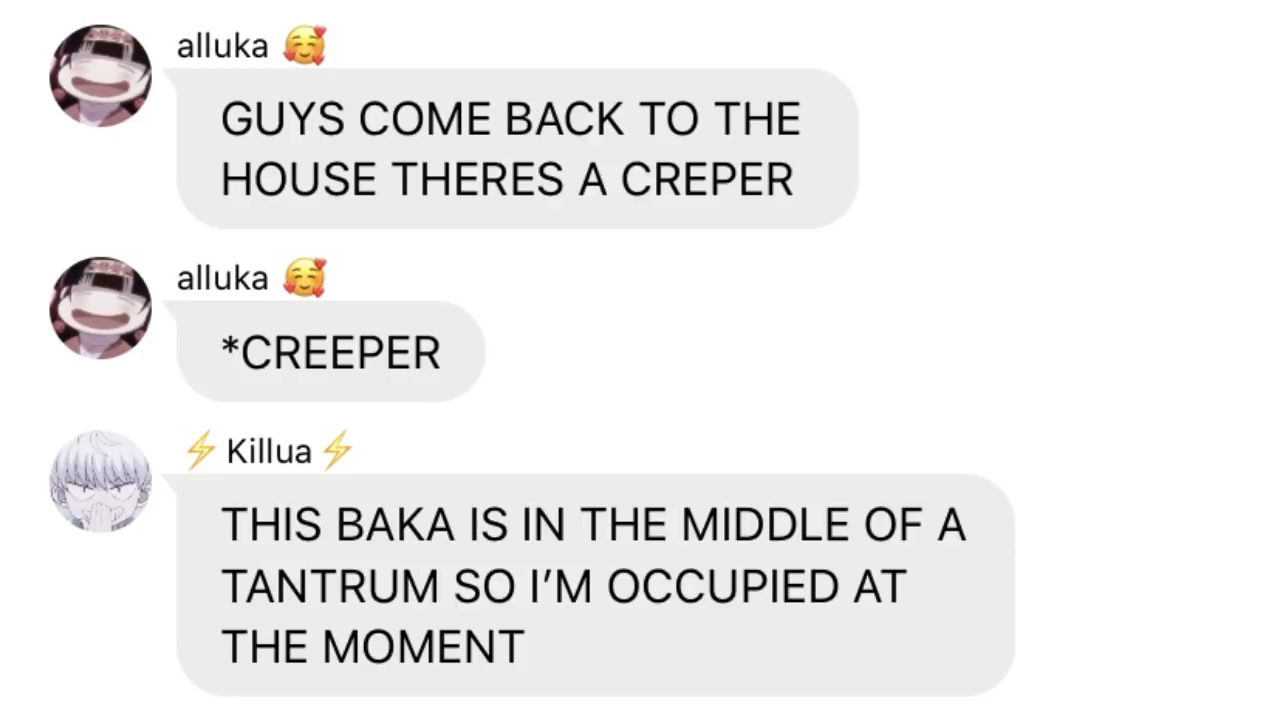 alluka 🥰
GUYS COME BACK TO THE
HOUSE THERES A CREPER
alluka 🥰
*CREEPER
⚡Killua⚡
THIS BAKA IS IN THE MIDDLE OF A
TANTRUM SO I’M OCCUPIED AT
THE MOMENT